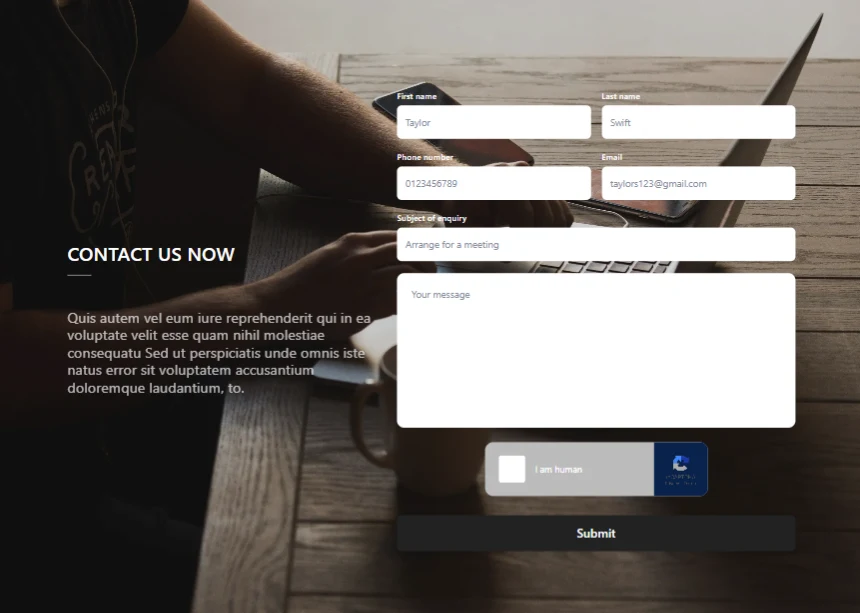 First name
Last name
Taylor
Swift
Phone number
Email
0123456789
taylors123@gmail.com
Subject of enquiry
CONTACT US NOW
Arrange for a meeting
Your message
Quis autem vel eum iure reprehenderit qui in ea
voluptate velit esse quam nihil molestiae
consequatu Sed ut perspiciatis unde omnis iste
natus error sit voluptatem accusantium
doloremque laudantium, to.
I am human
Submit